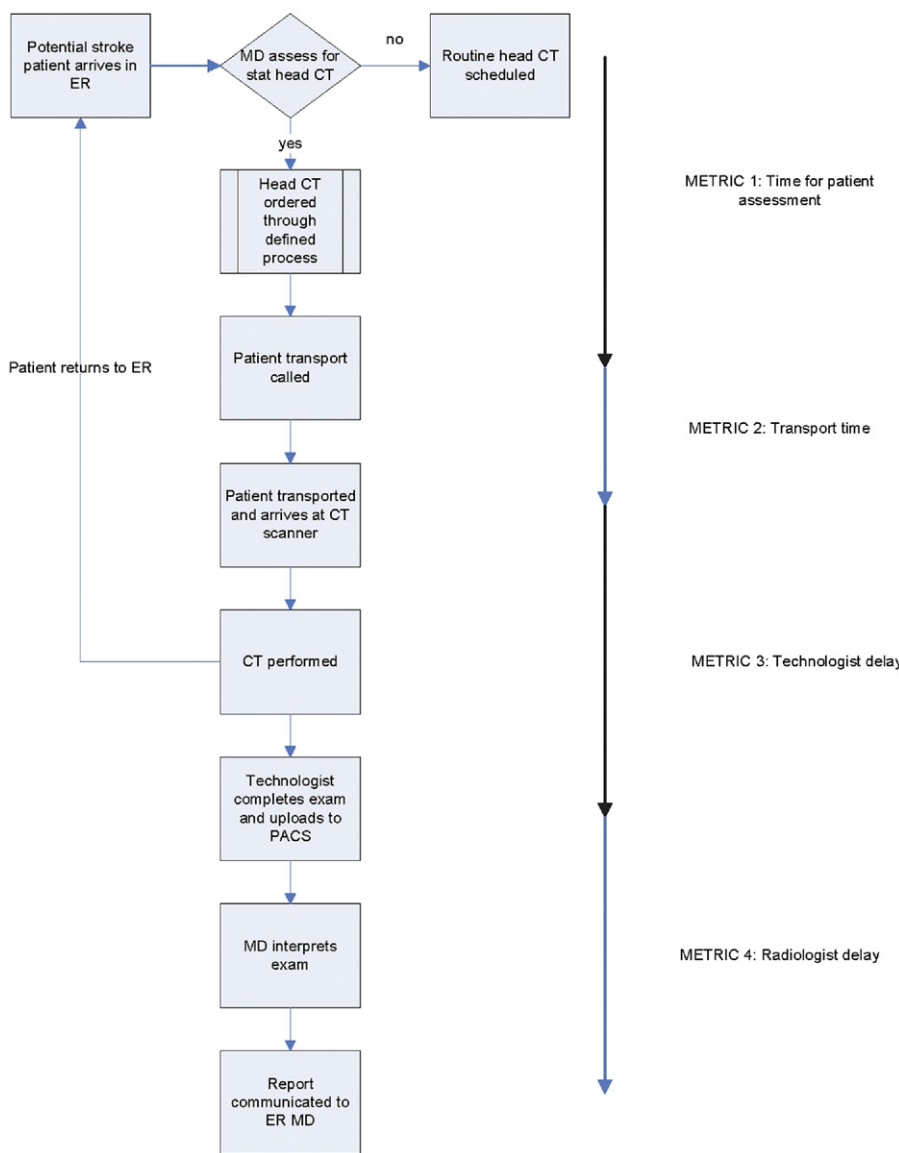 Potential stroke
patient arrives in
ER
MD assess for
stat head CT
no
Routine head CT
scheduled
yes
Head CT
ordered
through
defined
process
METRIC 1: Time for patient
assessment
Patient transport
called
Patient returns to ER
METRIC 2: Transport time
Patient transported
and arrives at CT
scanner
CT performed
METRIC 3: Technologist delay
Technologist
completes exam
and uploads to
PACS
MD interprets
exam
METRIC 4: Radiologist delay
Report
communicated to
ER MD